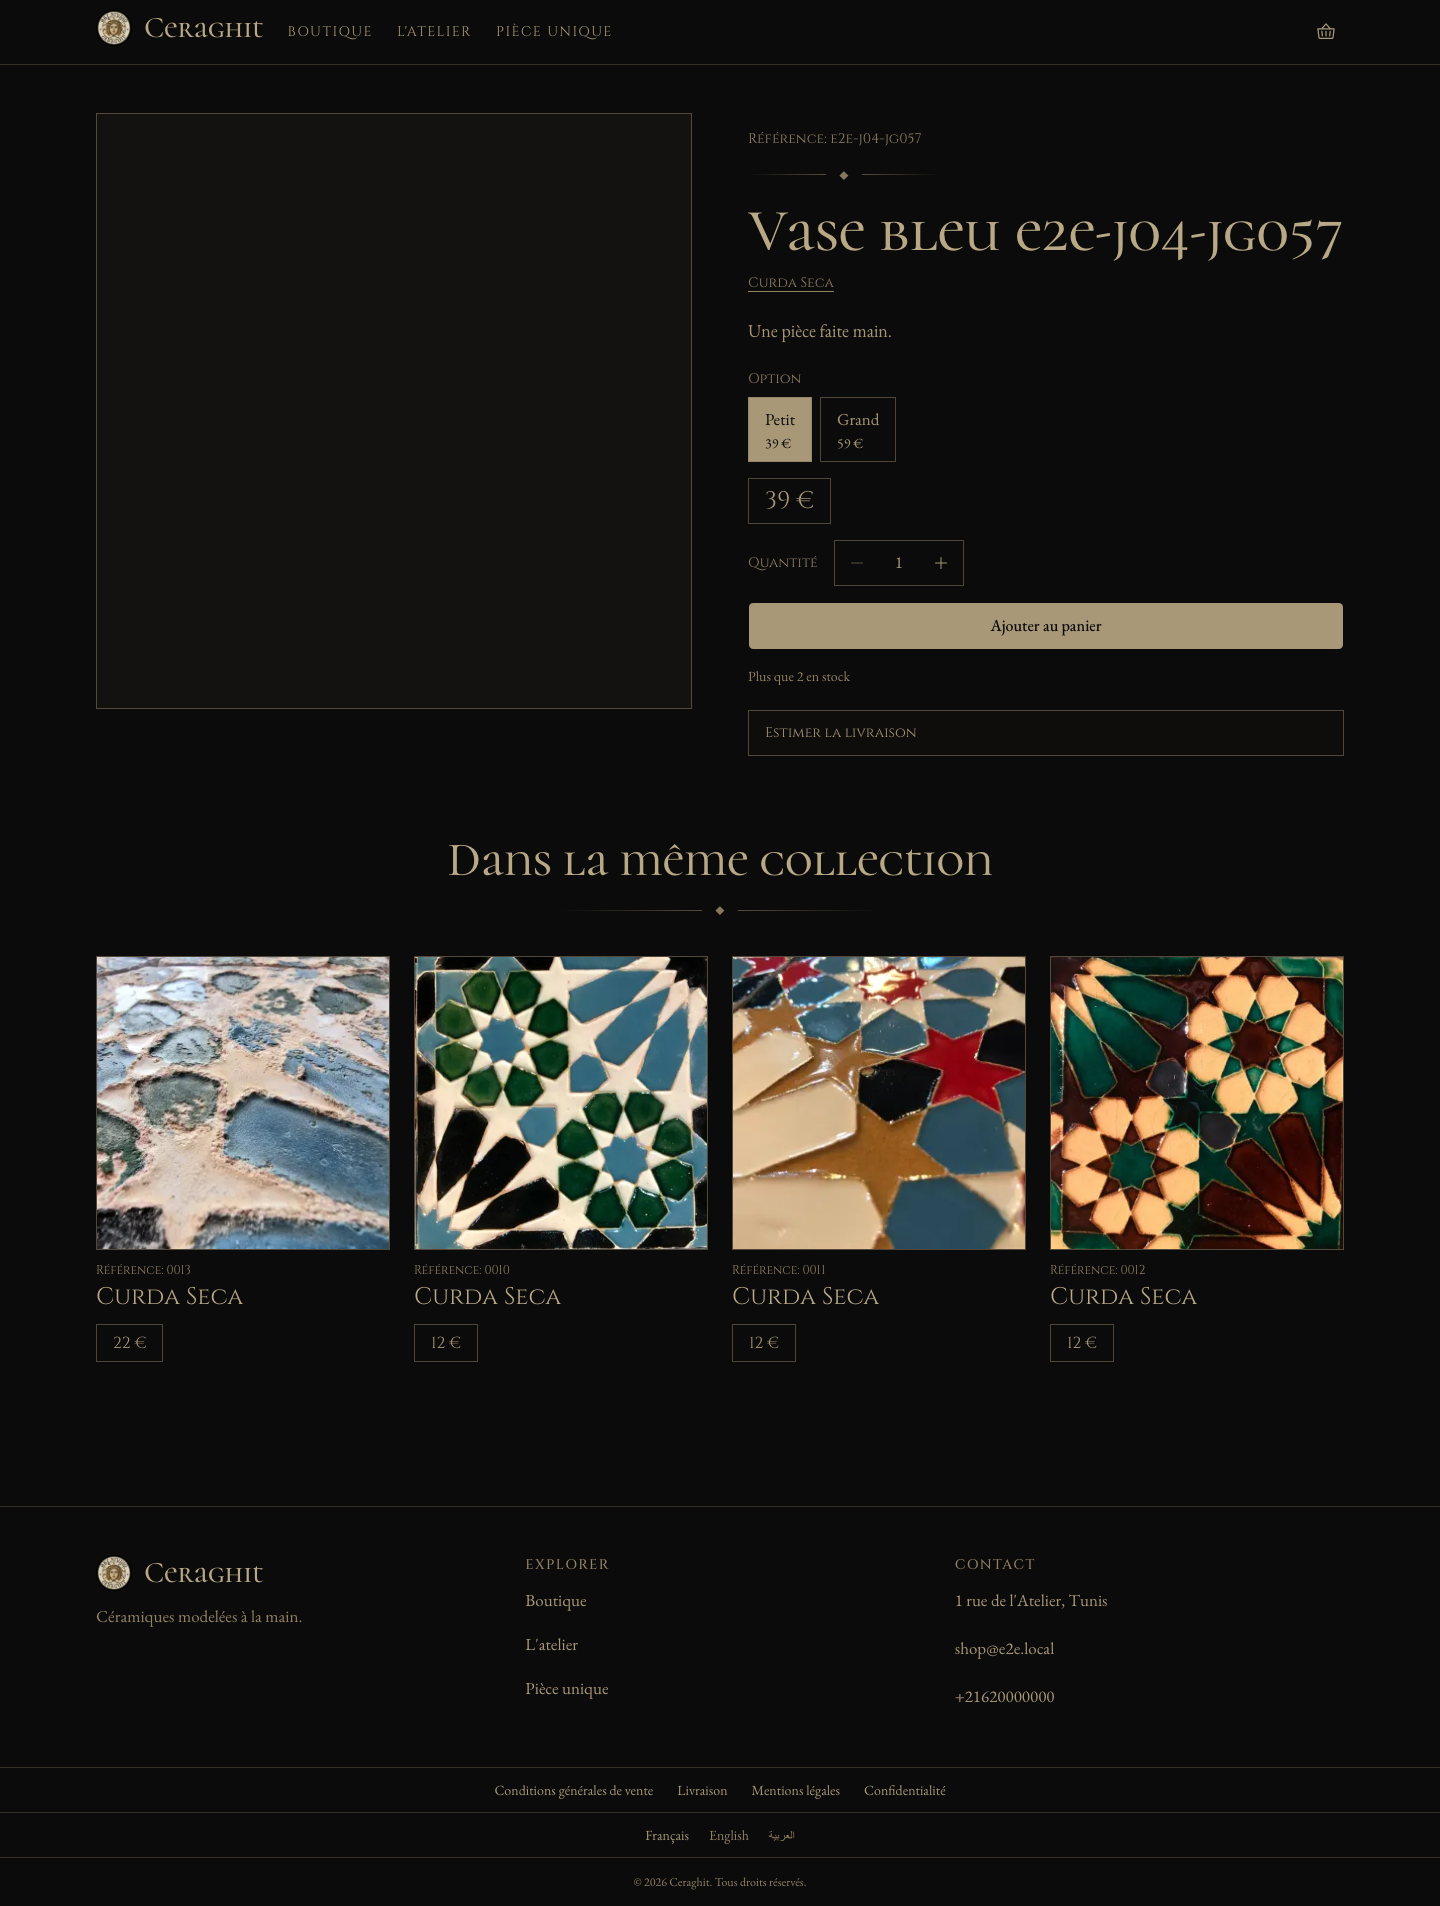 Ceraghit
BOUTIQUE
L'ATELIER
PIÈCE UNIQUE
Référence: e2e-j04-jg057
Vase bleu e2e-j04-jg057
Curda Seca
Une pièce faite main.
Option
Petit
39 €
Grand
59 €
39 €
Quantité
1
Ajouter au panier
Plus que 2 en stock
Estimer la livraison
Dans la même collection
Référence: 0013
Curda Seca
22 €
Référence: 0010
Curda Seca
12 €
Référence: 0011
Curda Seca
12 €
Référence: 0012
Curda Seca
12 €
Ceraghit
Céramiques modelées à la main.
EXPLORER
Boutique
L'atelier
Pièce unique
CONTACT
1 rue de l'Atelier, Tunis
shop@e2e.local
+21620000000
Conditions générales de vente
Livraison
Mentions légales
Confidentialité
Français
English
العربية
© 2026 Ceraghit. Tous droits réservés.